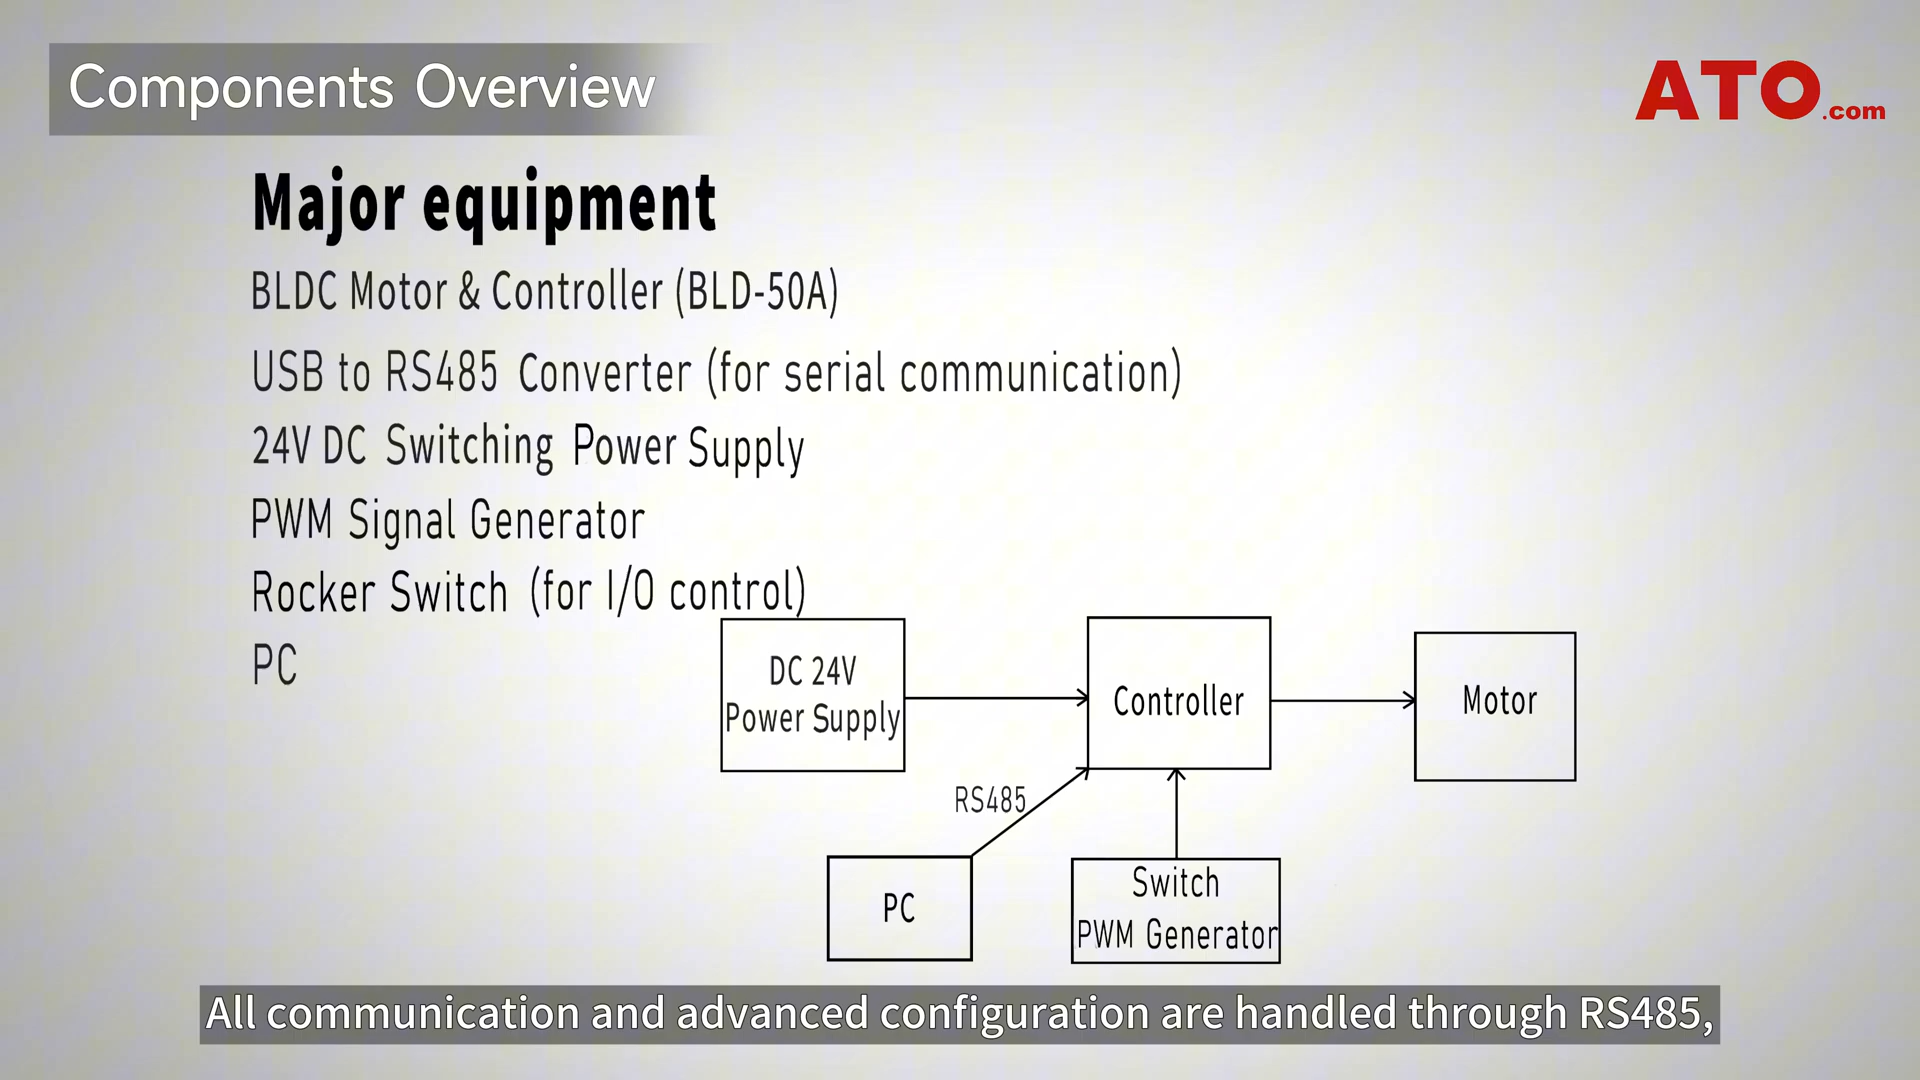 Components Overview
ATO.com
Major equipment
BLDC Motor & Controller (BLD-50A)
USB to RS485 Converter (for serial communication)
24V DC Switching Power Supply
PWM Signal Generator
Rocker Switch (for I/O control)
PC
DC 24V
Power Supply
Controller
Motor
RS485
PC
Switch
PWM Generator
All communication and advanced configuration are handled through RS485,